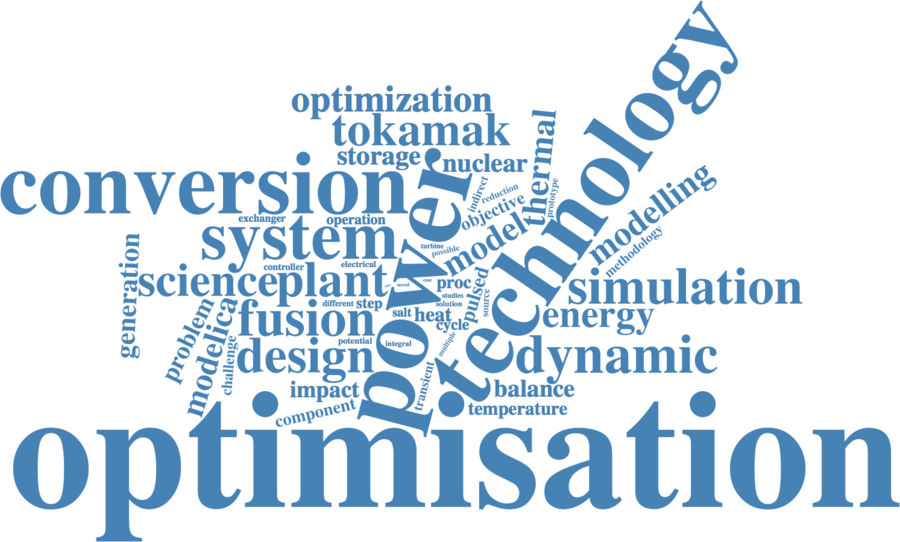 technology
optimization
tokamak
thermal
storage
nuclear
indirect
reduction
prototype
conversion
power
objective
modelling
exchanger
operation
model
methodology
system
turbine
possible
generation
controller
electrical
science
plant
pulsed
simulation
proc
novel
case
studies
source
problem
modelica
different
step
solution
fusion
salt
heat
cycle
energy
challenge
potential
integral
multiple
design
dynamic
impact
transient
balance
component
temperature
optimisation